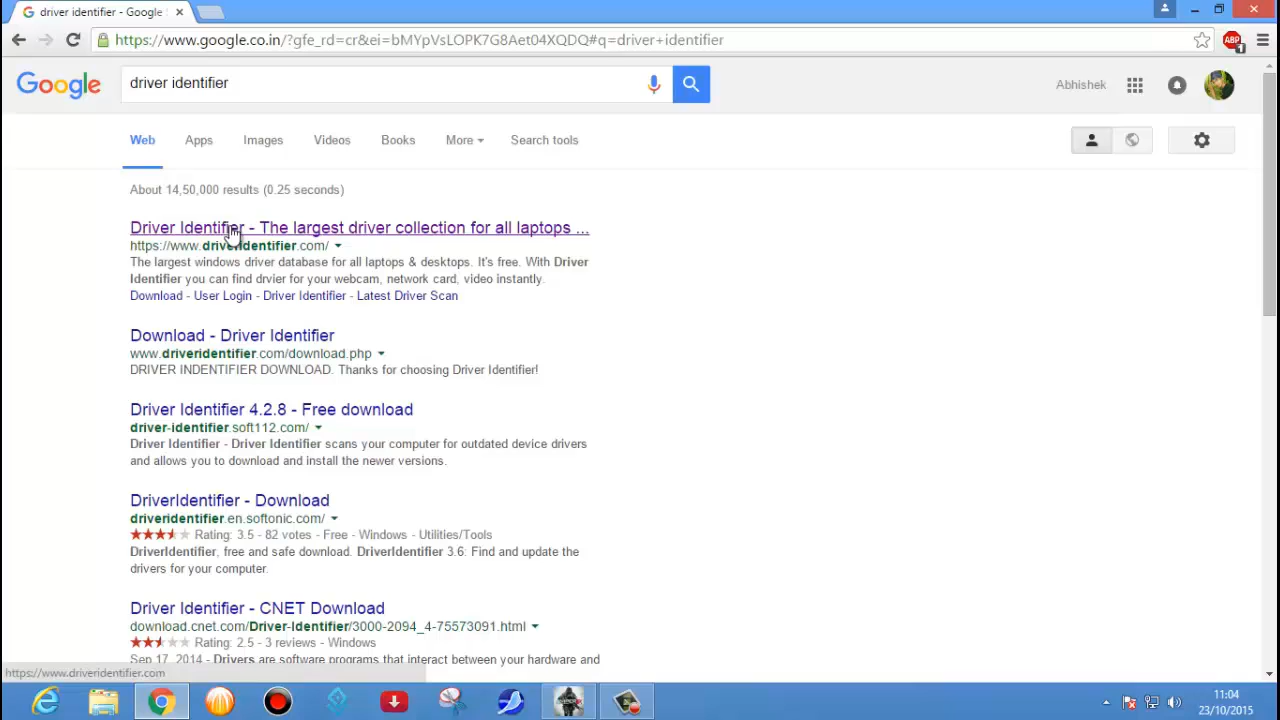 driver identifier - Google
https://www.google.co.in/?gfe_rd=cr&ei=bMYpVsLOPK7G8Aet04XQDQ#q=driver+identifier
ABP
1
Google
driver identifier
Abhishek
Web Apps Images Videos Books More Search tools
About 14,50,000 results (0.25 seconds)
Driver Identifier - The largest driver collection for all laptops ...
https://www.driveridentifier.com/
The largest windows driver database for all laptops & desktops. It's free. With Driver
Identifier you can find drvier for your webcam, network card, video instantly.
Download - User Login - Driver Identifier - Latest Driver Scan
Download - Driver Identifier
www.driveridentifier.com/download.php
DRIVER INDENTIFIER DOWNLOAD. Thanks for choosing Driver Identifier!
Driver Identifier 4.2.8 - Free download
driver-identifier.soft112.com/
Driver Identifier - Driver Identifier scans your computer for outdated device drivers
and allows you to download and install the newer versions.
DriverIdentifier - Download
driveridentifier.en.softonic.com/
Rating: 3.5 - 82 votes - Free - Windows - Utilities/Tools
DriverIdentifier, free and safe download. DriverIdentifier 3.6: Find and update the
drivers for your computer.
Driver Identifier - CNET Download
download.cnet.com/Driver-Identifier/3000-2094_4-75573091.html
Rating: 2.5 - 3 reviews - Windows
Sep 17, 2014 - Drivers are software programs that interact between your hardware and
https://www.driveridentifier.com
11:04
23/10/2015